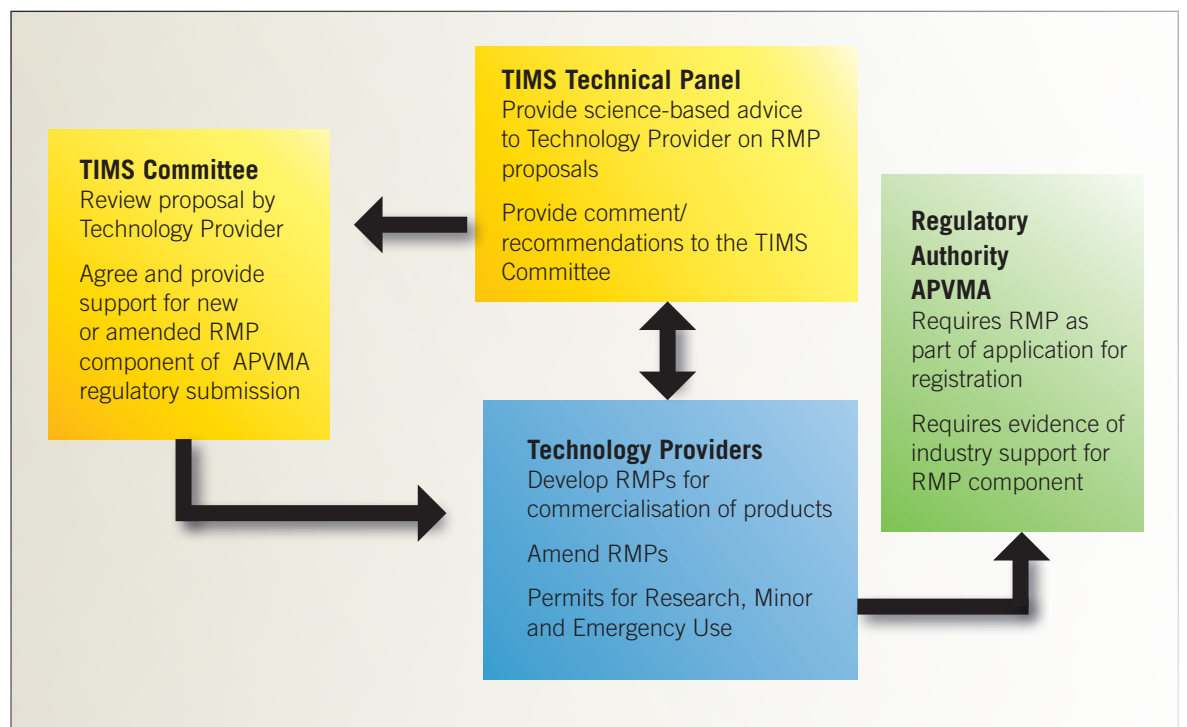 TIMS Technical Panel
Provide science-based advice
to Technology Provider on RMP
proposals
Provide comment/
recommendations to the TIMS
Committee
TIMS Committee
Review proposal by
Technology Provider
Agree and provide
support for new
or amended RMP
component of APVMA
regulatory submission
Regulatory
Authority
APVMA
Requires RMP as
part of application for
registration
Requires evidence of
industry support for
RMP component
Technology Providers
Develop RMPs for
commercialisation of products
Amend RMPs
Permits for Research, Minor
and Emergency Use